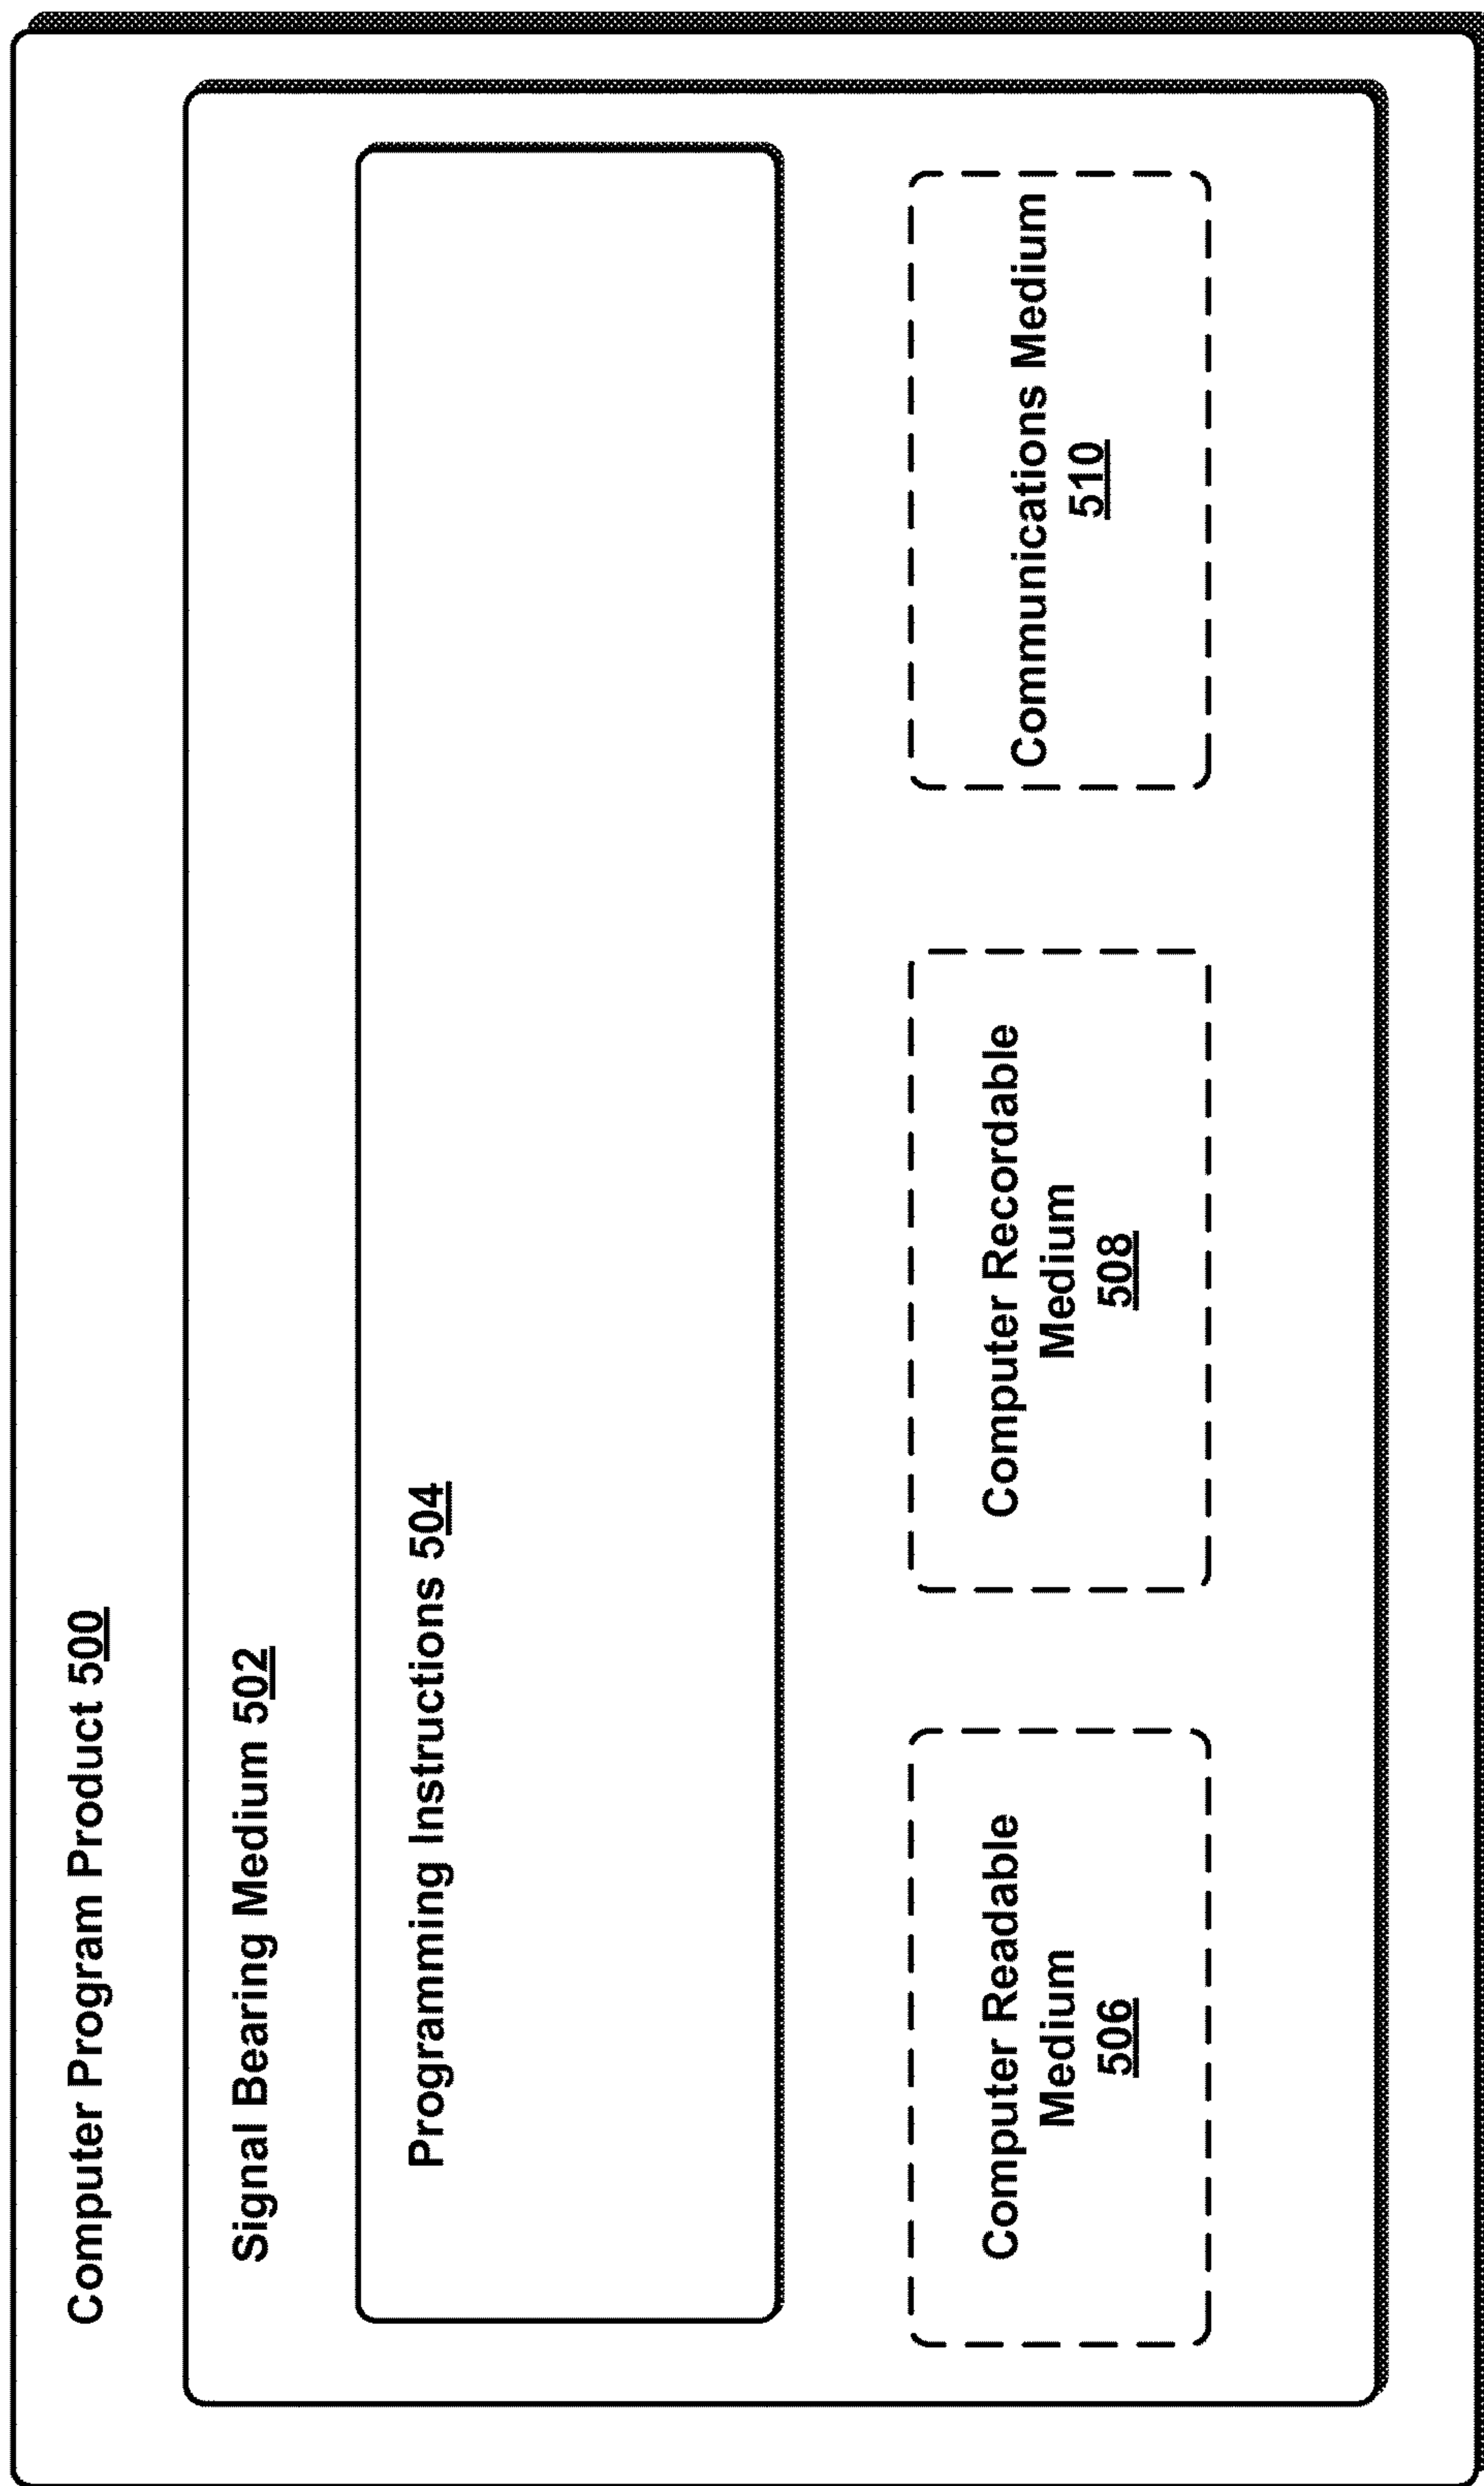 Computer Program Product 500
Signal Bearing Medium 502
Programming Instructions 504
Computer Readable
Medium
506
Computer Recordable
Medium
508
Communications Medium
510